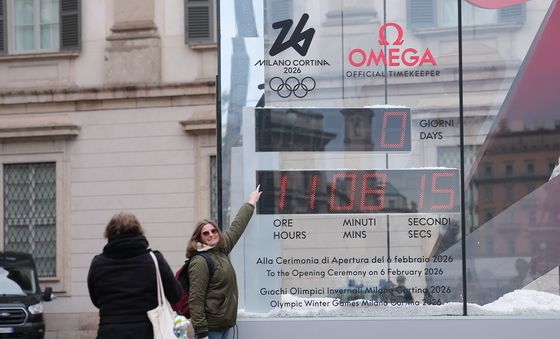 26
MILANO CORTINA
2026
Ω
OMEGA
OFFICIAL TIMEKEEPER
0
GIORNI
DAYS
11 08 15
ORE MINUTI SECONDI
HOURS MINS SECS
Alla Cerimonia di Apertura del 6 febbraio 2026
To the Opening Ceremony on 6 February 2026
Giochi Olimpici Invernali Milano Cortina 2026
Olympic Winter Games Milano Cortina 2026